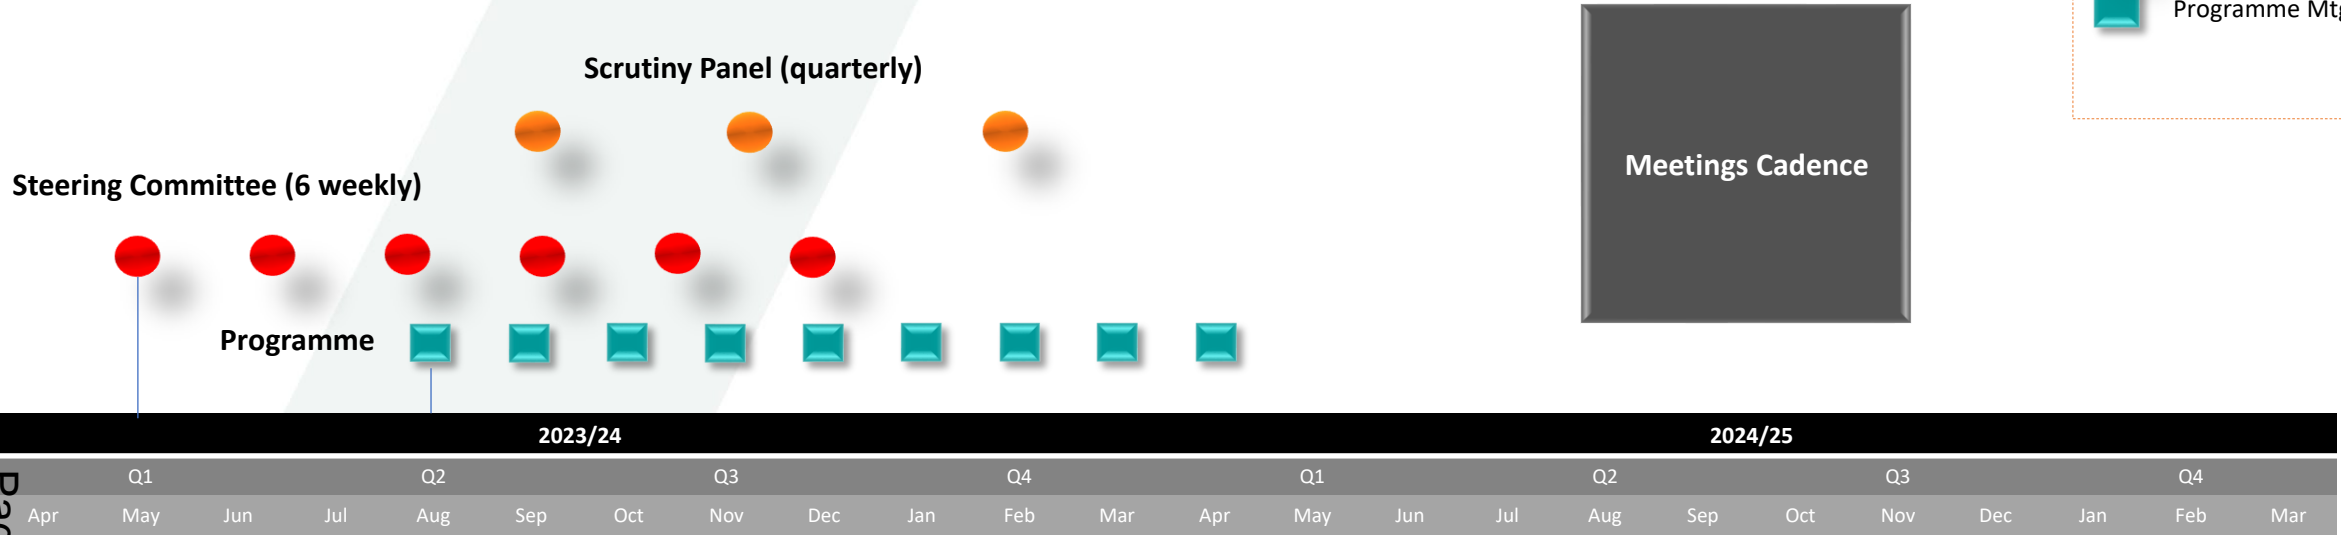 Programme Mt
Scrutiny Panel (quarterly)
Meetings Cadence
Steering Committee (6 weekly)
Programme
2023/24 2024/25
Q1 Q2 Q3 Q4 Q1 Q2 Q3 Q4
Apr May Jun Jul Aug Sep Oct Nov Dec Jan Feb Mar Apr May Jun Jul Aug Sep Oct Nov Dec Jan Feb Mar